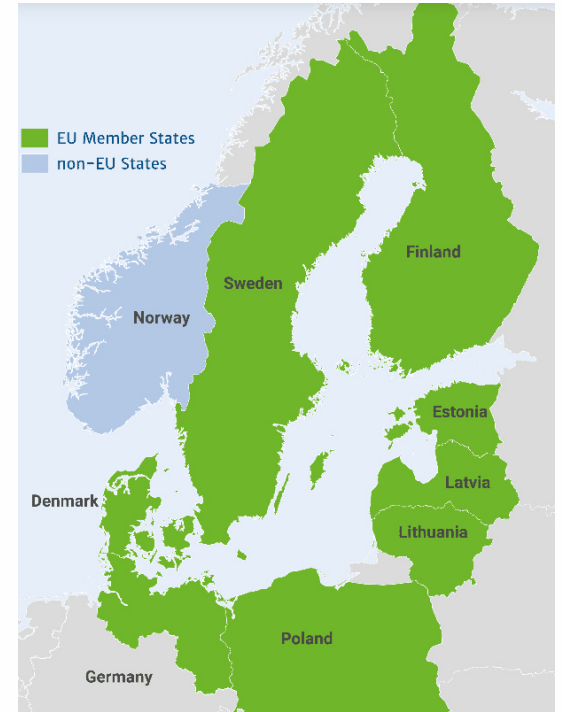 EU Member States
non-EU States
Finland
Sweden
Norway
Estonia
Latvia
Denmark
Lithuania
Poland
Germany